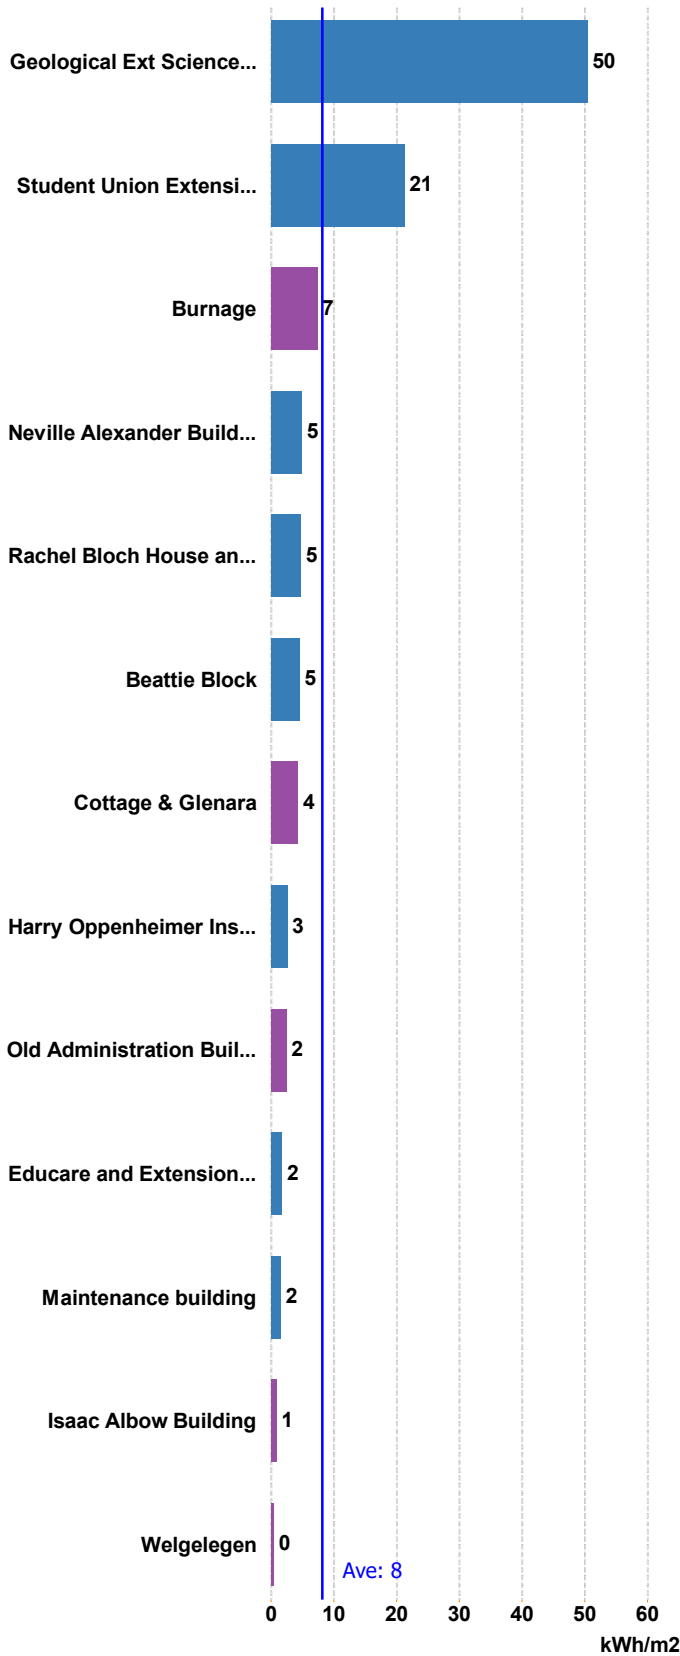 Geological Ext Science... 50
Student Union Extensi... 21
Burnage 7
Neville Alexander Build... 5
Rachel Bloch House an... 5
Beattie Block 5
Cottage & Glenara 4
Harry Oppenheimer Ins... 3
Old Administration Buil... 2
Educare and Extension... 2
Maintenance building 2
Isaac Albow Building 1
Welgelegen 0
Ave: 8
0 10 20 30 40 50 60
kWh/m2